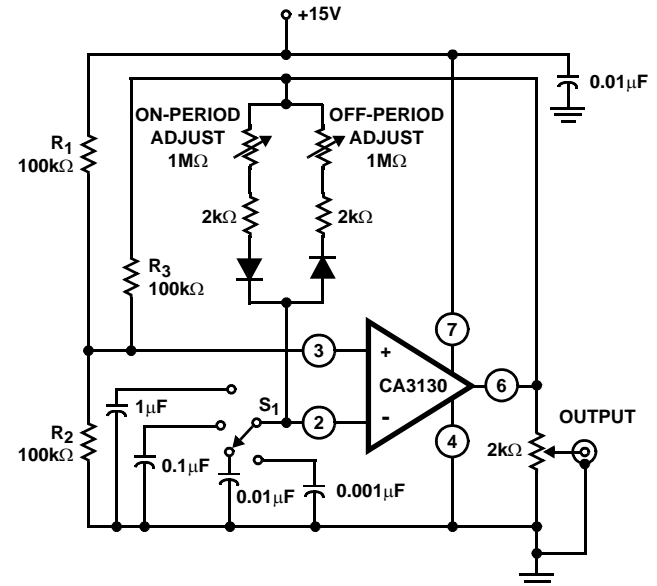 +15V
0.01μF
ON-PERIOD
ADJUST
1MΩ
OFF-PERIOD
ADJUST
1MΩ
R1
100kΩ
2kΩ
2kΩ
R3
100kΩ
7
3
+
CA3130
6
1μF
S1
2
-
4
OUTPUT
R2
100kΩ
0.1μF
0.01μF
0.001μF
2kΩ